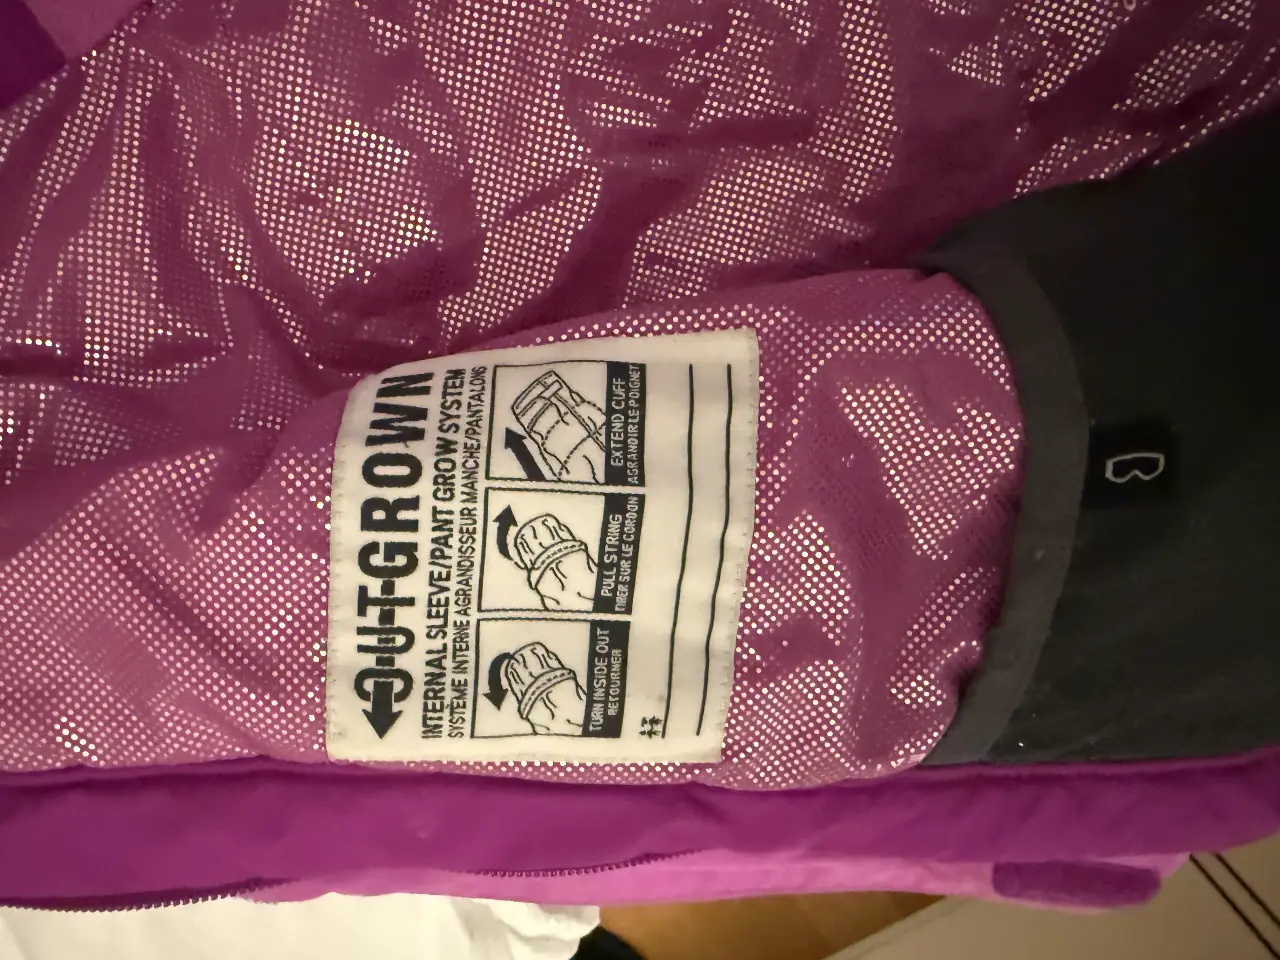 OUTGROWN
INTERNAL SLEEVE/PANT GROW SYSTEM
SYSTÈME INTERNE AGRANDISSEUR MANCHE/PANTALONS
TURN INSIDE OUT
RETOURNER
PULL STRING
TIRER SUR LE CORDON
EXTEND CUFF
AGRANDIR LE POIGNET